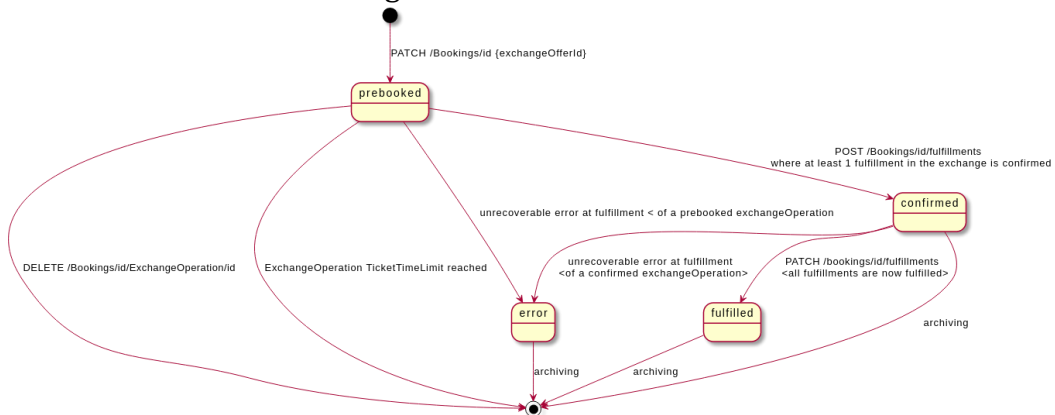 PATCH /Bookings/id {exchangeOfferId}
prebooked
POST /Bookings/id/fulfillments
where at least 1 fulfillment in the exchange is confirmed
confirmed
unrecoverable error at fulfillment < of a prebooked exchangeOperation
DELETE /Bookings/id/ExchangeOperation/id
ExchangeOperation TicketTimeLimit reached
unrecoverable error at fulfillment
<of a confirmed exchangeOperation>
PATCH /bookings/id/fulfillments
<all fulfillments are now fulfilled>
error
fulfilled
archiving
archiving
archiving